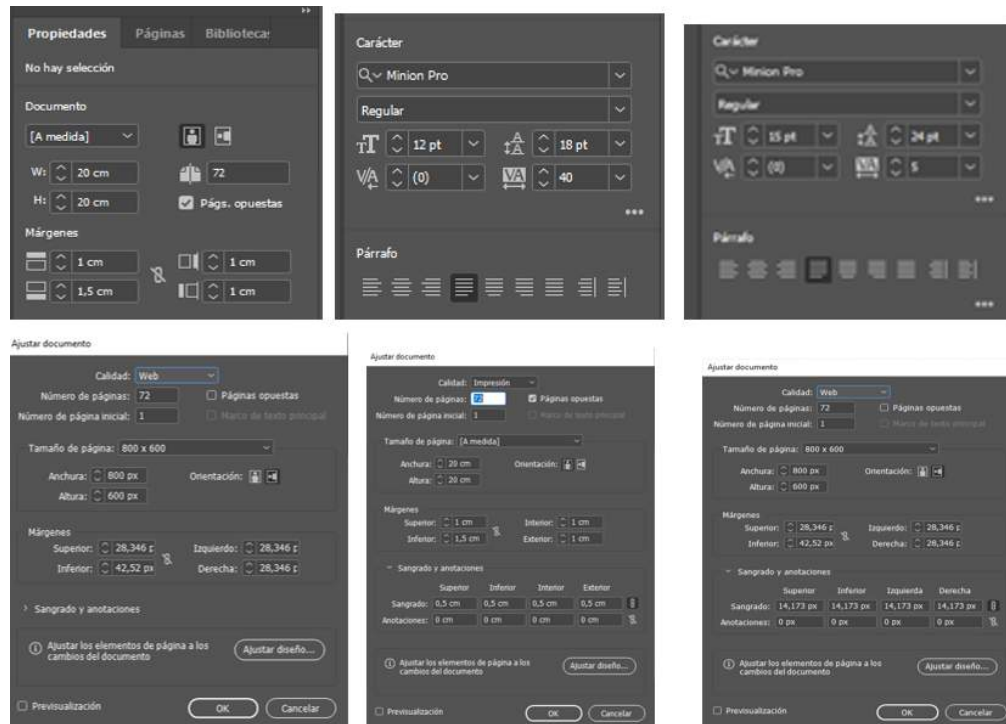 Propiedades Páginas Bibliotecas
No hay selección
Documento
[A medida]
W: 20 cm 72
H: 20 cm Págs. opuestas
Márgenes
1 cm 1 cm
1,5 cm 1 cm
Carácter
Minion Pro
Regular
12 pt 18 pt
(0) 40
Párrafo
Carácter
Minion Pro
Regular
15 pt 24 pt
(0) 5
Párrafo
Ajustar documento
Calidad: Web
Número de páginas: 72 Páginas opuestas
Número de página inicial: 1 Marco de texto principal
Tamaño de página: 800 x 600
Anchura: 800 px Orientación:
Altura: 600 px
Márgenes
Superior: 28,346 p Izquierdo: 28,346 p
Inferior: 42,52 px Derecha: 28,346 p
Sangrado y anotaciones
Ajustar los elementos de página a los
cambios del documento Ajustar diseño...
Previsualización OK Cancelar
Ajustar documento
Calidad: Impresión
Número de páginas: 72 Páginas opuestas
Número de página inicial: 1 Marco de texto principal
Tamaño de página: [A medida]
Anchura: 20 cm Orientación:
Altura: 20 cm
Márgenes
Superior: 1 cm Interior: 1 cm
Inferior: 1,5 cm Exterior: 1 cm
Sangrado y anotaciones
Superior Inferior Interior Exterior
Sangrado: 0,5 cm 0,5 cm 0,5 cm 0,5 cm
Anotaciones: 0 cm 0 cm 0 cm 0 cm
Ajustar los elementos de página a los
cambios del documento Ajustar diseño...
Previsualización OK Cancelar
Ajustar documento
Calidad: Web
Número de páginas: 72 Páginas opuestas
Número de página inicial: 1 Marco de texto principal
Tamaño de página: 800 x 600
Anchura: 800 px Orientación:
Altura: 600 px
Márgenes
Superior: 28,346 p Izquierdo: 28,346 p
Inferior: 42,52 px Derecha: 28,346 p
Sangrado y anotaciones
Superior Inferior Izquierda Derecha
Sangrado: 14,173 px 14,173 px 14,173 px 14,173 px
Anotaciones: 0 px 0 px 0 px 0 px
Ajustar los elementos de página a los
cambios del documento Ajustar diseño...
Previsualización OK Cancelar